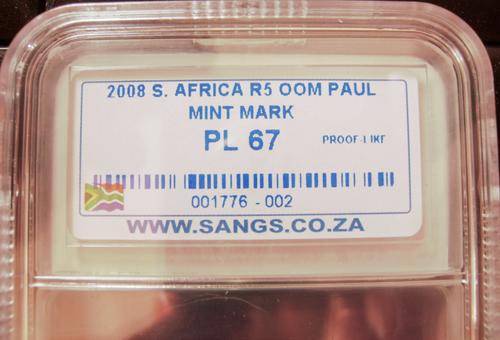 2008 S. AFRICA R5 OOM PAUL
MINT MARK
PL 67 PROOF-LIKE
001776 - 002
WWW.SANGS.CO.ZA